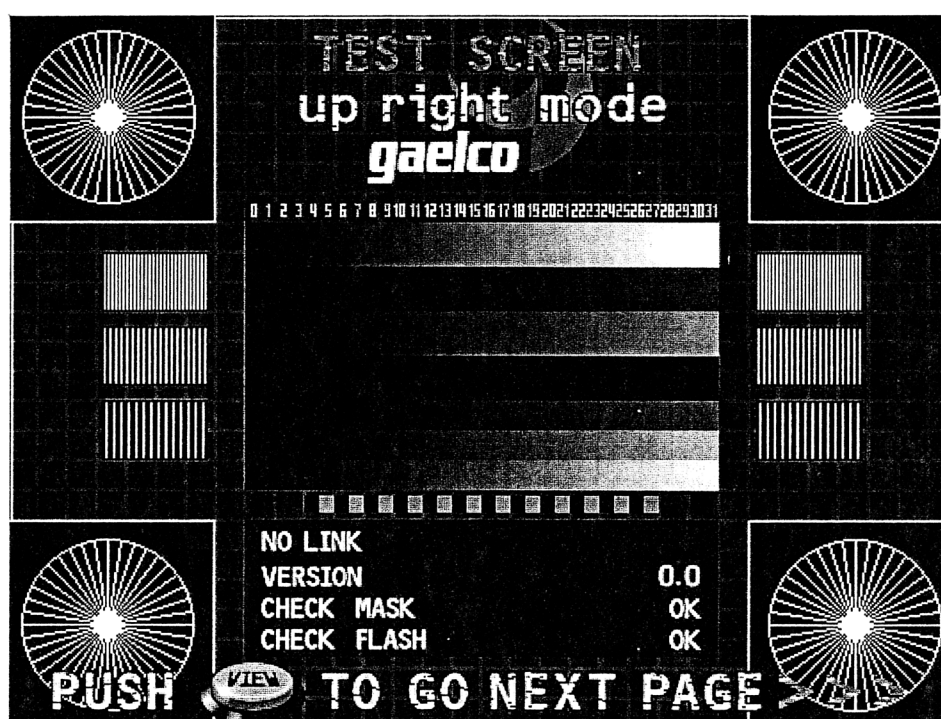 TEST SCREEN
up right mode
gaelco
0 1 2 3 4 5 6 7 8 9 10 11 12 13 14 15 16 17 18 19 20 21 22 23 24 25 26 27 28 29 30 31
NO LINK
VERSION 0.0
CHECK MASK OK
CHECK FLASH OK
PUSH VIEW TO GO NEXT PAGE